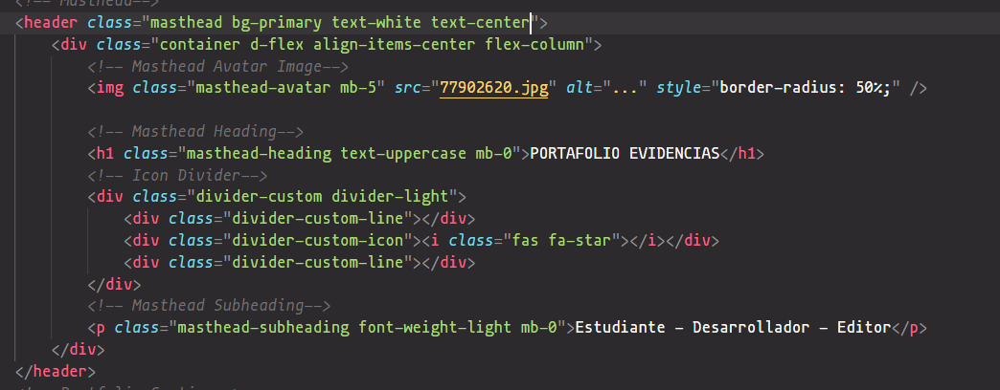 <!-- Masthead-->
<header class="masthead bg-primary text-white text-center">
<div class="container d-flex align-items-center flex-column">
<!-- Masthead Avatar Image-->
<img class="masthead-avatar mb-5" src="77902620.jpg" alt="..." style="border-radius: 50%;" />
<!-- Masthead Heading-->
<h1 class="masthead-heading text-uppercase mb-0">PORTAFOLIO EVIDENCIAS</h1>
<!-- Icon Divider-->
<div class="divider-custom divider-light">
<div class="divider-custom-line"></div>
<div class="divider-custom-icon"><i class="fas fa-star"></i></div>
<div class="divider-custom-line"></div>
</div>
<!-- Masthead Subheading-->
<p class="masthead-subheading font-weight-light mb-0">Estudiante - Desarrollador - Editor</p>
</div>
</header>